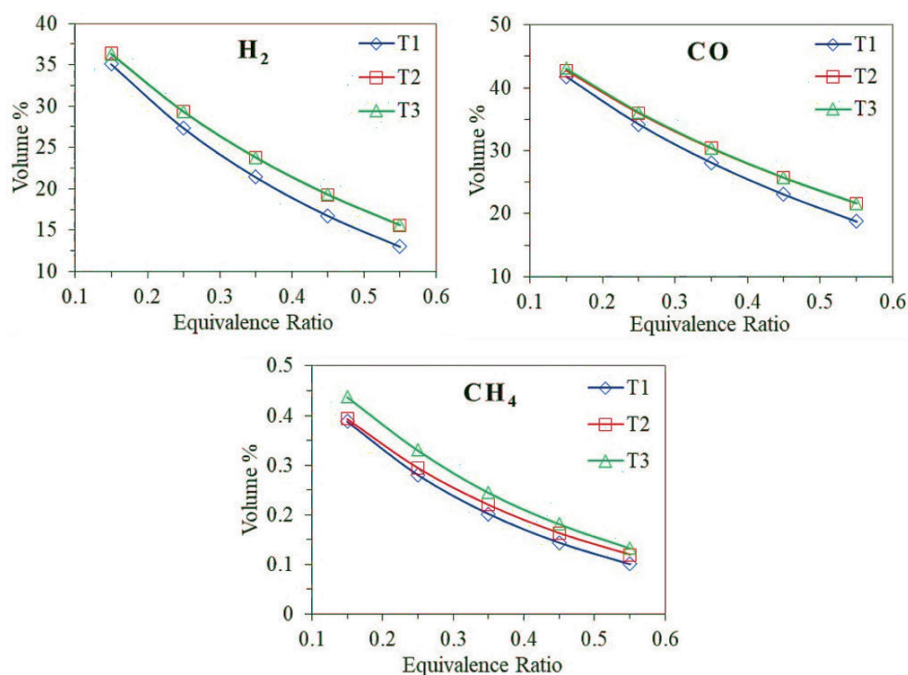 H₂
T1
T2
T3
Volume %
40
35
30
25
20
15
10
0.1 0.2 0.3 0.4 0.5 0.6
Equivalence Ratio
CO
T1
T2
T3
Volume %
50
40
30
20
10
0.1 0.2 0.3 0.4 0.5 0.6
Equivalence Ratio
CH₄
T1
T2
T3
Volume %
0.5
0.4
0.3
0.2
0.1
0
0.1 0.2 0.3 0.4 0.5 0.6
Equivalence Ratio